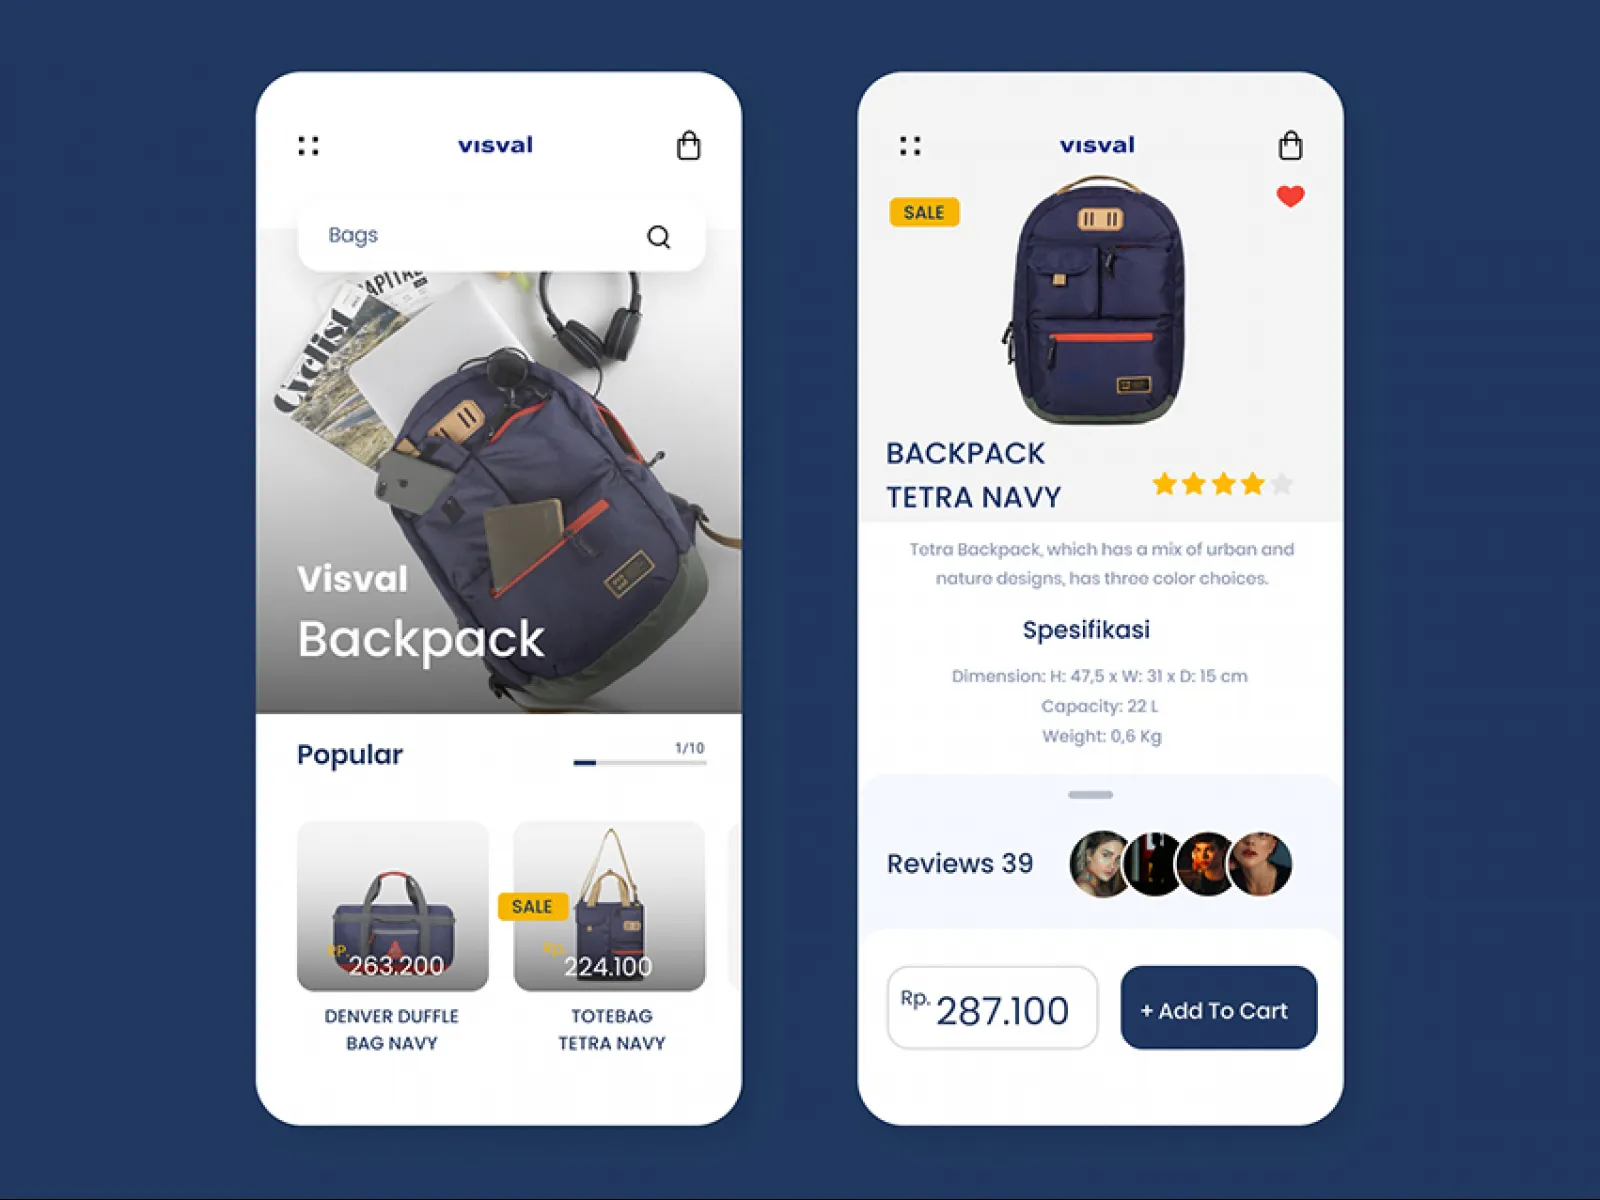 visval
Bags
CAPITAL
Cyclist
Visval
Backpack
Popular
1/10
RP.
263.200
DENVER DUFFLE
BAG NAVY
SALE
Rp.
224.100
TOTEBAG
TETRA NAVY
visval
SALE
BACKPACK
TETRA NAVY
Tetra Backpack, which has a mix of urban and
nature designs, has three color choices.
Spesifikasi
Dimension: H: 47,5 x W: 31 x D: 15 cm
Capacity: 22 L
Weight: 0,6 Kg
Reviews 39
Rp. 287.100
+ Add To Cart